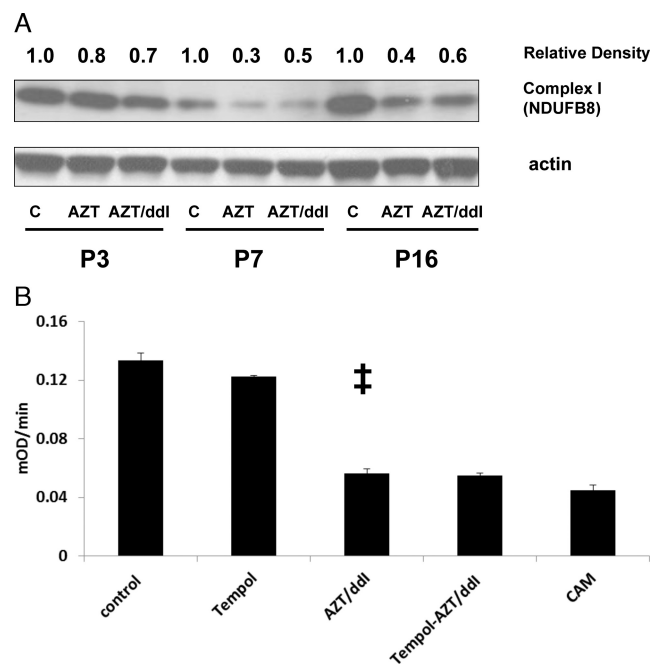 A
1.0 0.8 0.7 1.0 0.3 0.5 1.0 0.4 0.6 Relative Density
Complex I
(NDUFB8)
actin
C AZT AZT/ddI C AZT AZT/ddI C AZT AZT/ddI
P3 P7 P16
B
0.16
0.12
0.08
0.04
0
mOD/min
‡
control
Tempol
AZT/ddI
Tempol-AZT/ddI
CAM